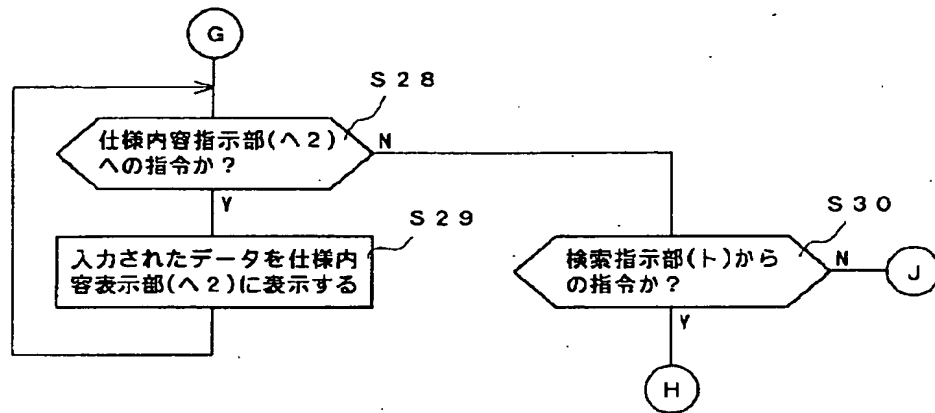 G
S28
仕様内容指示部(ヘ2)
への指令か?
N
Y
S29
入力されたデータを仕様内
容表示部(ヘ2)に表示する
S30
検索指示部(ト)から
の指令か?
N
J
Y
H